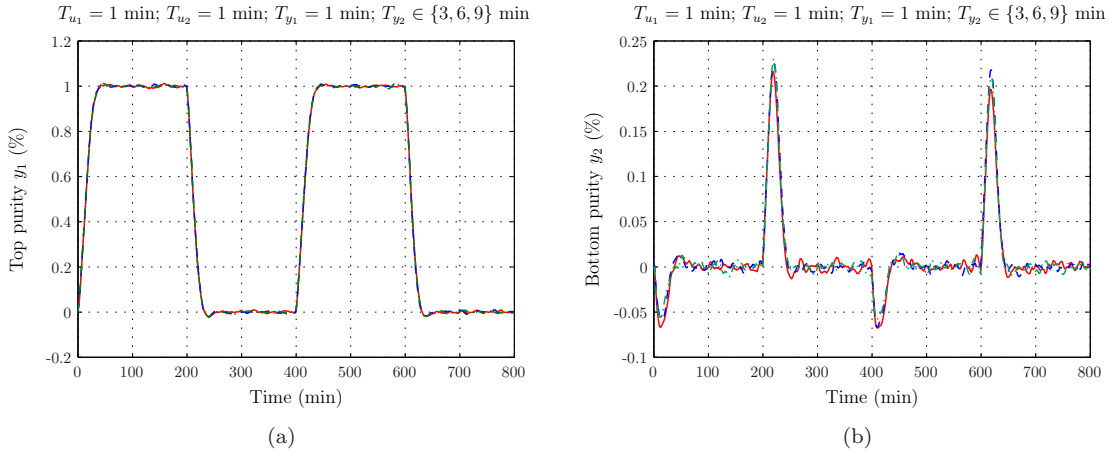 T_{u_1} = 1 min; T_{u_2} = 1 min; T_{y_1} = 1 min; T_{y_2} ∈ {3, 6, 9} min
1.2
1
0.8
0.6
0.4
0.2
0
-0.2
Top purity y_1 (%)
0 100 200 300 400 500 600 700 800
Time (min)
(a)
T_{u_1} = 1 min; T_{u_2} = 1 min; T_{y_1} = 1 min; T_{y_2} ∈ {3, 6, 9} min
0.25
0.2
0.15
0.1
0.05
0
-0.05
-0.1
Bottom purity y_2 (%)
0 100 200 300 400 500 600 700 800
Time (min)
(b)